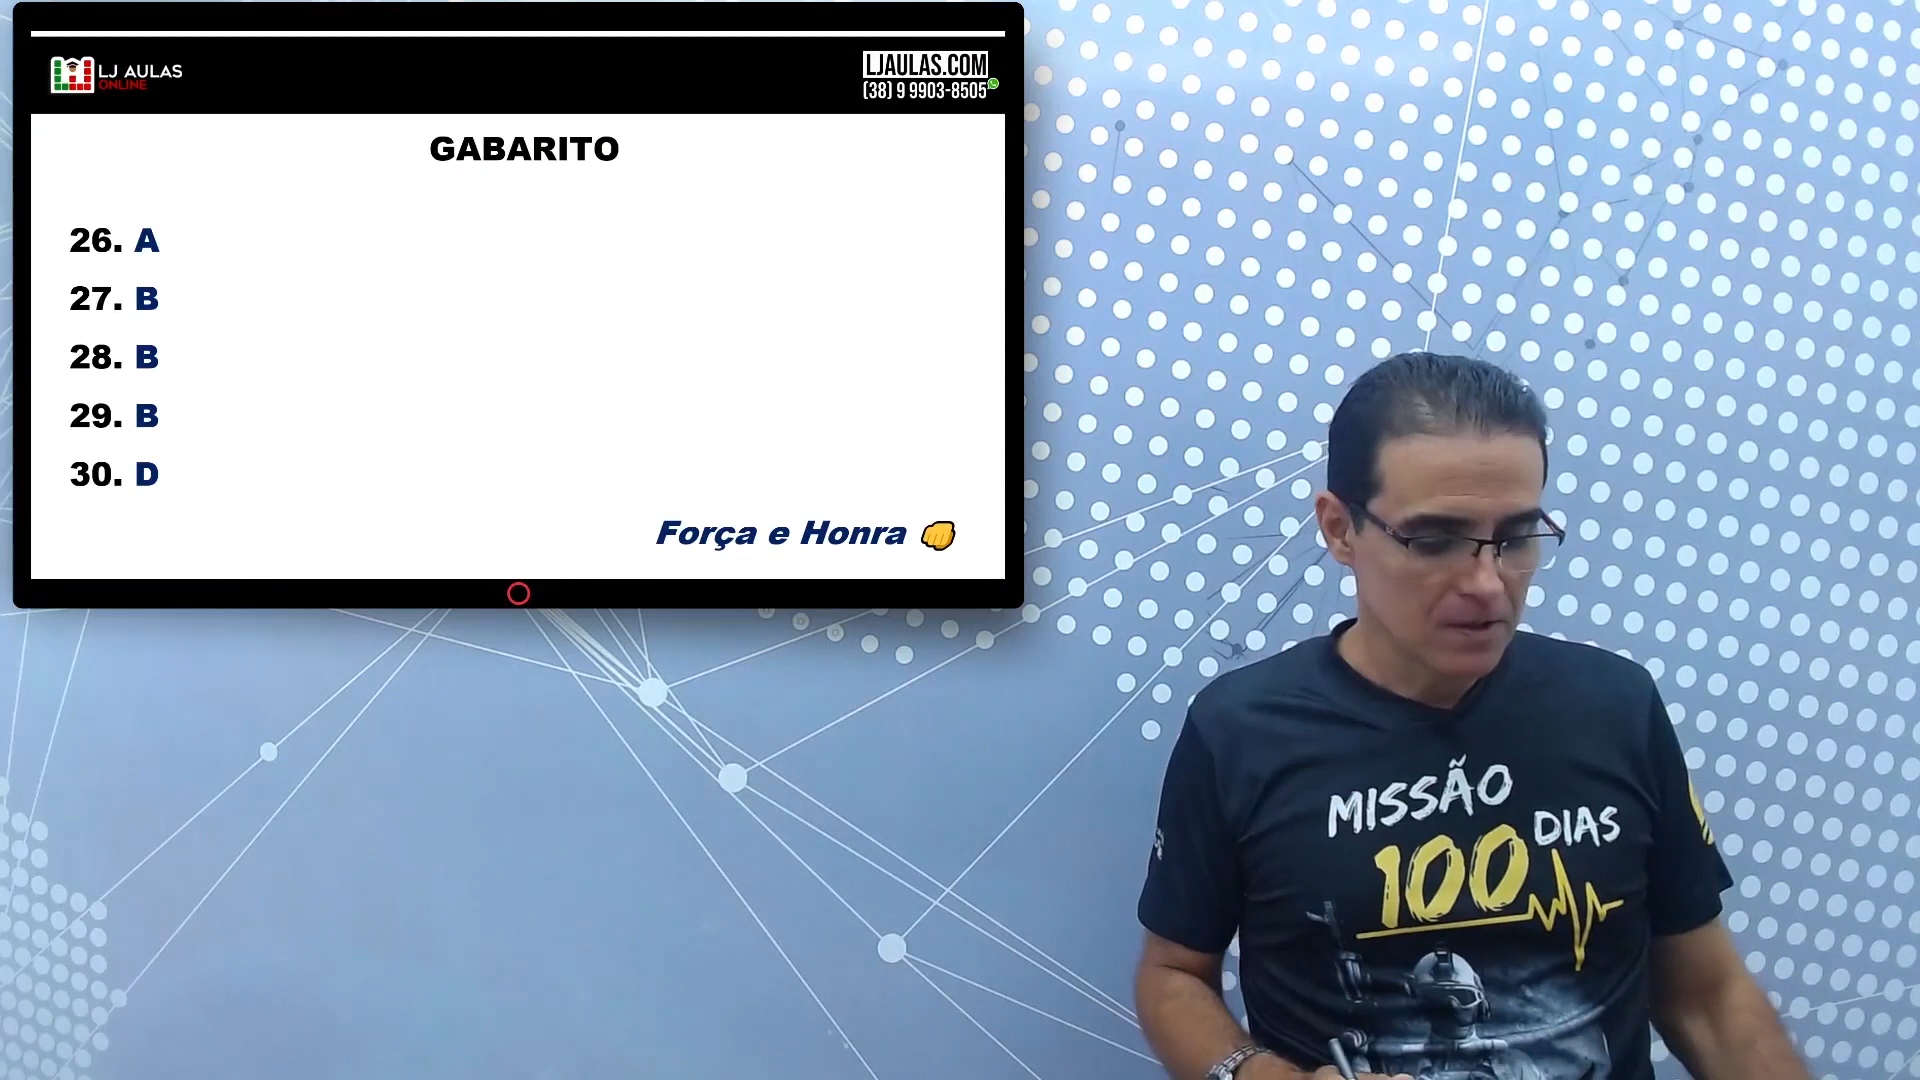 LJ AULAS
ONLINE
LJAULAS.COM
(38) 9 9903-8505
GABARITO
26. A
27. B
28. B
29. B
30. D
Força e Honra
MISSÃO
100 DIAS